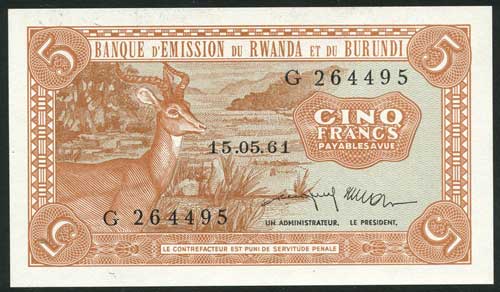 5 5
BANQUE D'EMISSION DU RWANDA ET DU BURUNDI
G 264495
CINQ
FRANCS
PAYABLES A VUE
15.05.61
G 264495
UN ADMINISTRATEUR, LE PRESIDENT,
5 5
LE CONTREFACTEUR EST PUNI DE SERVITUDE PENALE